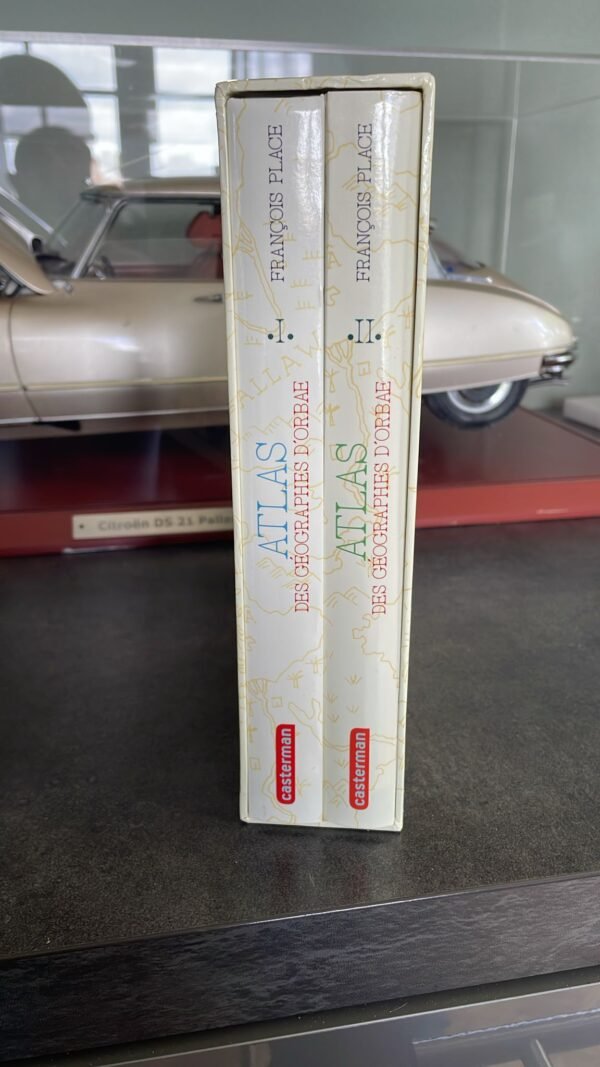 FRANÇOIS PLACE
·I·
ATLAS
DES GÉOGRAPHES D'ORBAE
casterman
FRANÇOIS PLACE
·II·
ATLAS
DES GÉOGRAPHES D'ORBAE
casterman
Citroën DS 21